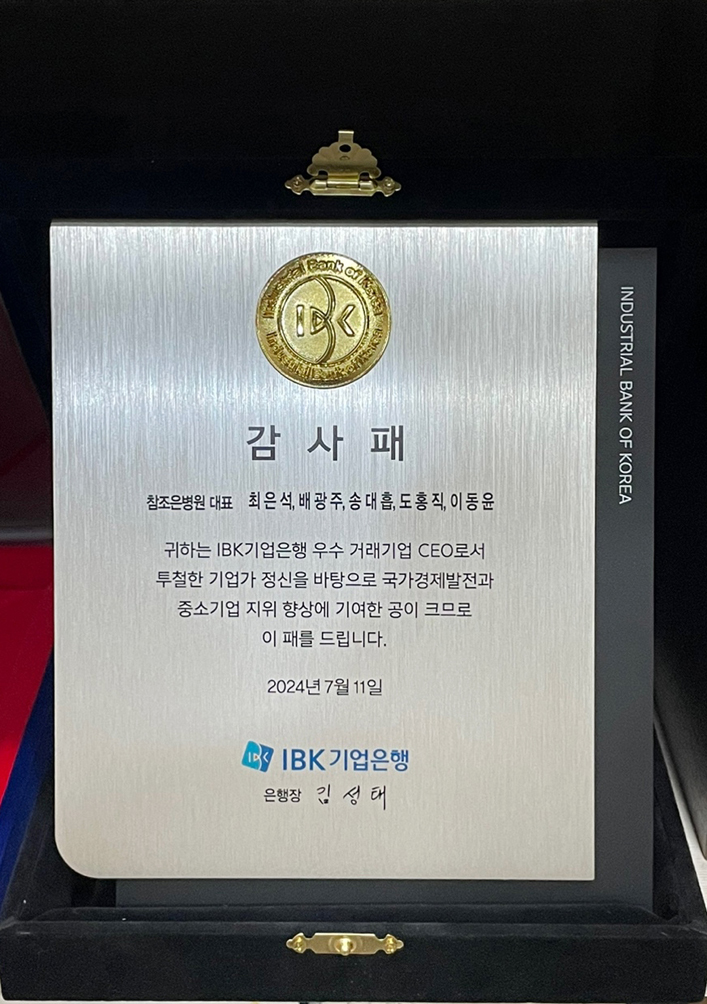 Industrial Bank of Korea
IBK
감사패
참조은병원 대표 최은석, 배광주, 송대흡, 도홍직, 이동윤
귀하는 IBK기업은행 우수 거래기업 CEO로서
투철한 기업가 정신을 바탕으로 국가경제발전과
중소기업 지위 향상에 기여한 공이 크므로
이 패를 드립니다.
2024년 7월 11일
IBK기업은행
은행장 김성태
INDUSTRIAL BANK OF KOREA